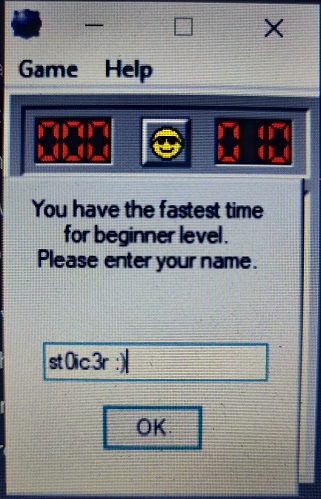 Game Help
000 010
You have the fastest time
for beginner level.
Please enter your name.
st0ic3r :)
OK